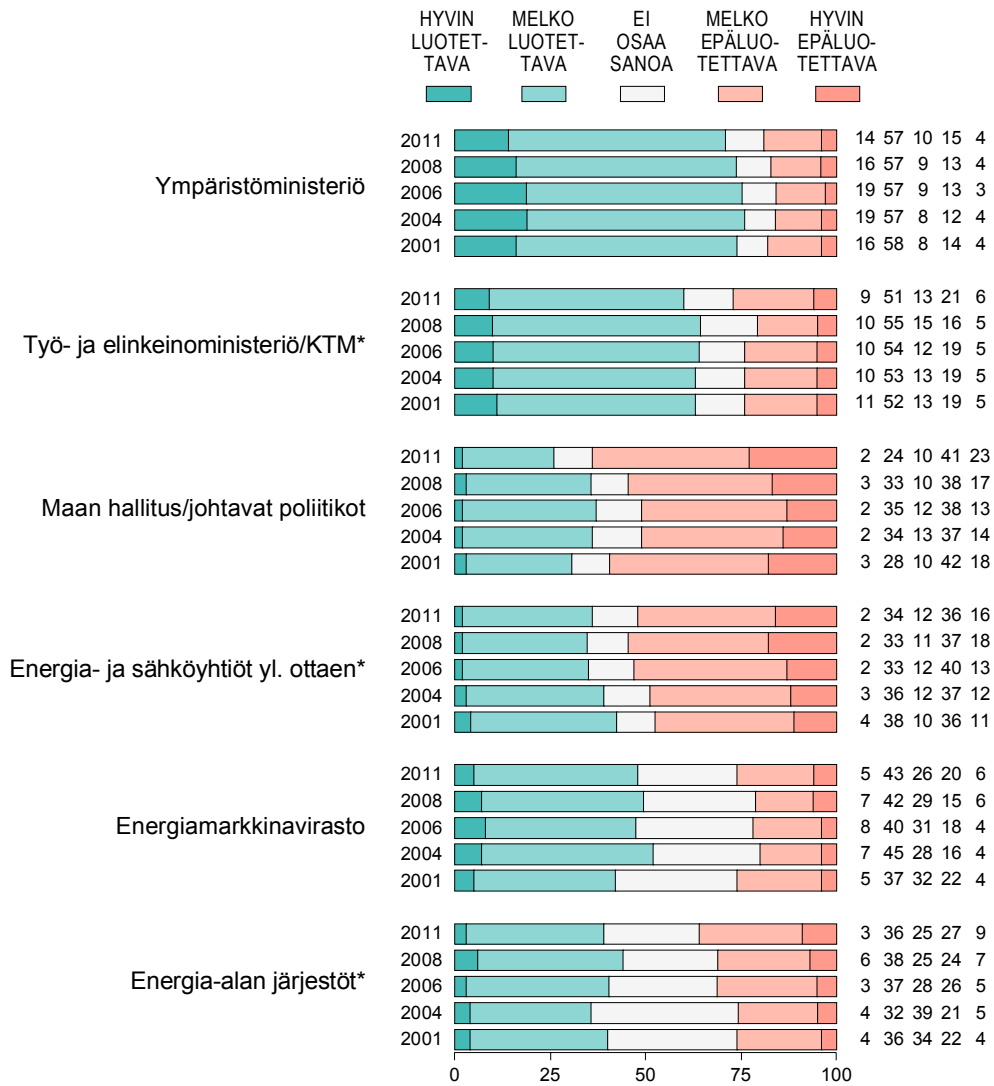 HYVIN LUOTET- TAVA
MELKO LUOTET- TAVA
EI OSAA SANOA
MELKO EPÄLUO- TETTAVA
HYVIN EPÄLUO- TETTAVA
Ympäristöministeriö
2011 14 57 10 15 4
2008 16 57 9 13 4
2006 19 57 9 13 3
2004 19 57 8 12 4
2001 16 58 8 14 4
Työ- ja elinkeinoministeriö/KTM*
2011 9 51 13 21 6
2008 10 55 15 16 5
2006 10 54 12 19 5
2004 10 53 13 19 5
2001 11 52 13 19 5
Maan hallitus/johtavat poliitikot
2011 2 24 10 41 23
2008 3 33 10 38 17
2006 2 35 12 38 13
2004 2 34 13 37 14
2001 3 28 10 42 18
Energia- ja sähköyhtiöt yl. ottaen*
2011 2 34 12 36 16
2008 2 33 11 37 18
2006 2 33 12 40 13
2004 3 36 12 37 12
2001 4 38 10 36 11
Energiamarkkinavirasto
2011 5 43 26 20 6
2008 7 42 29 15 6
2006 8 40 31 18 4
2004 7 45 28 16 4
2001 5 37 32 22 4
Energia-alan järjestöt*
2011 3 36 25 27 9
2008 6 38 25 24 7
2006 3 37 28 26 5
2004 4 32 39 21 5
2001 4 36 34 22 4
0 25 50 75 100